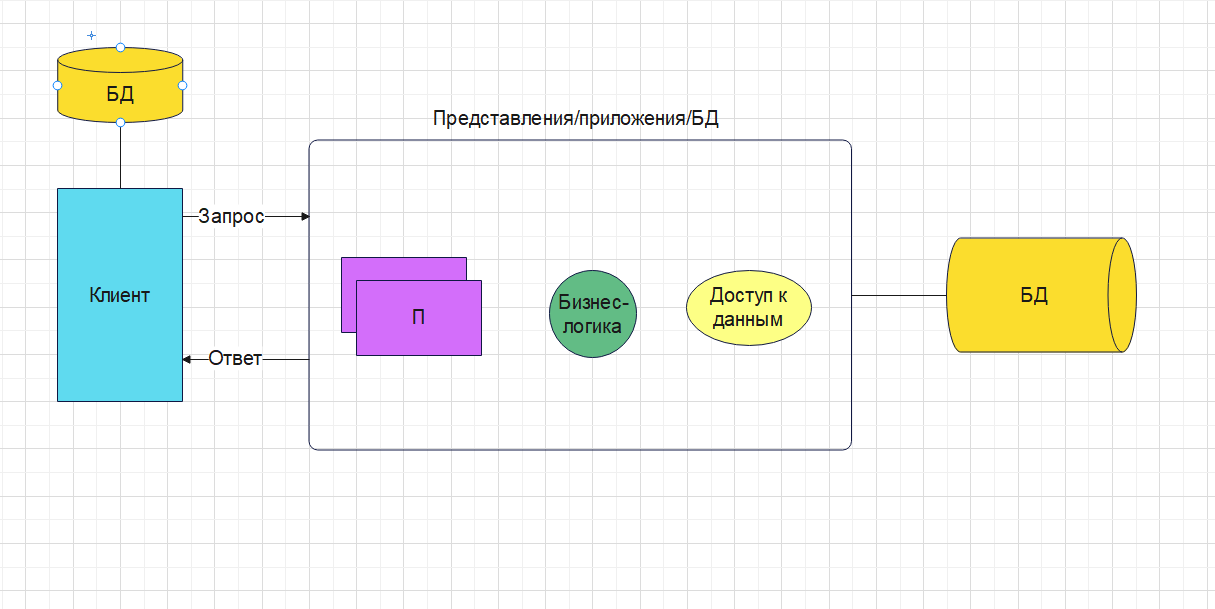 БД
Представления/приложения/БД
Запрос
Клиент
П
Бизнес-
логика
Доступ к
данным
БД
Ответ